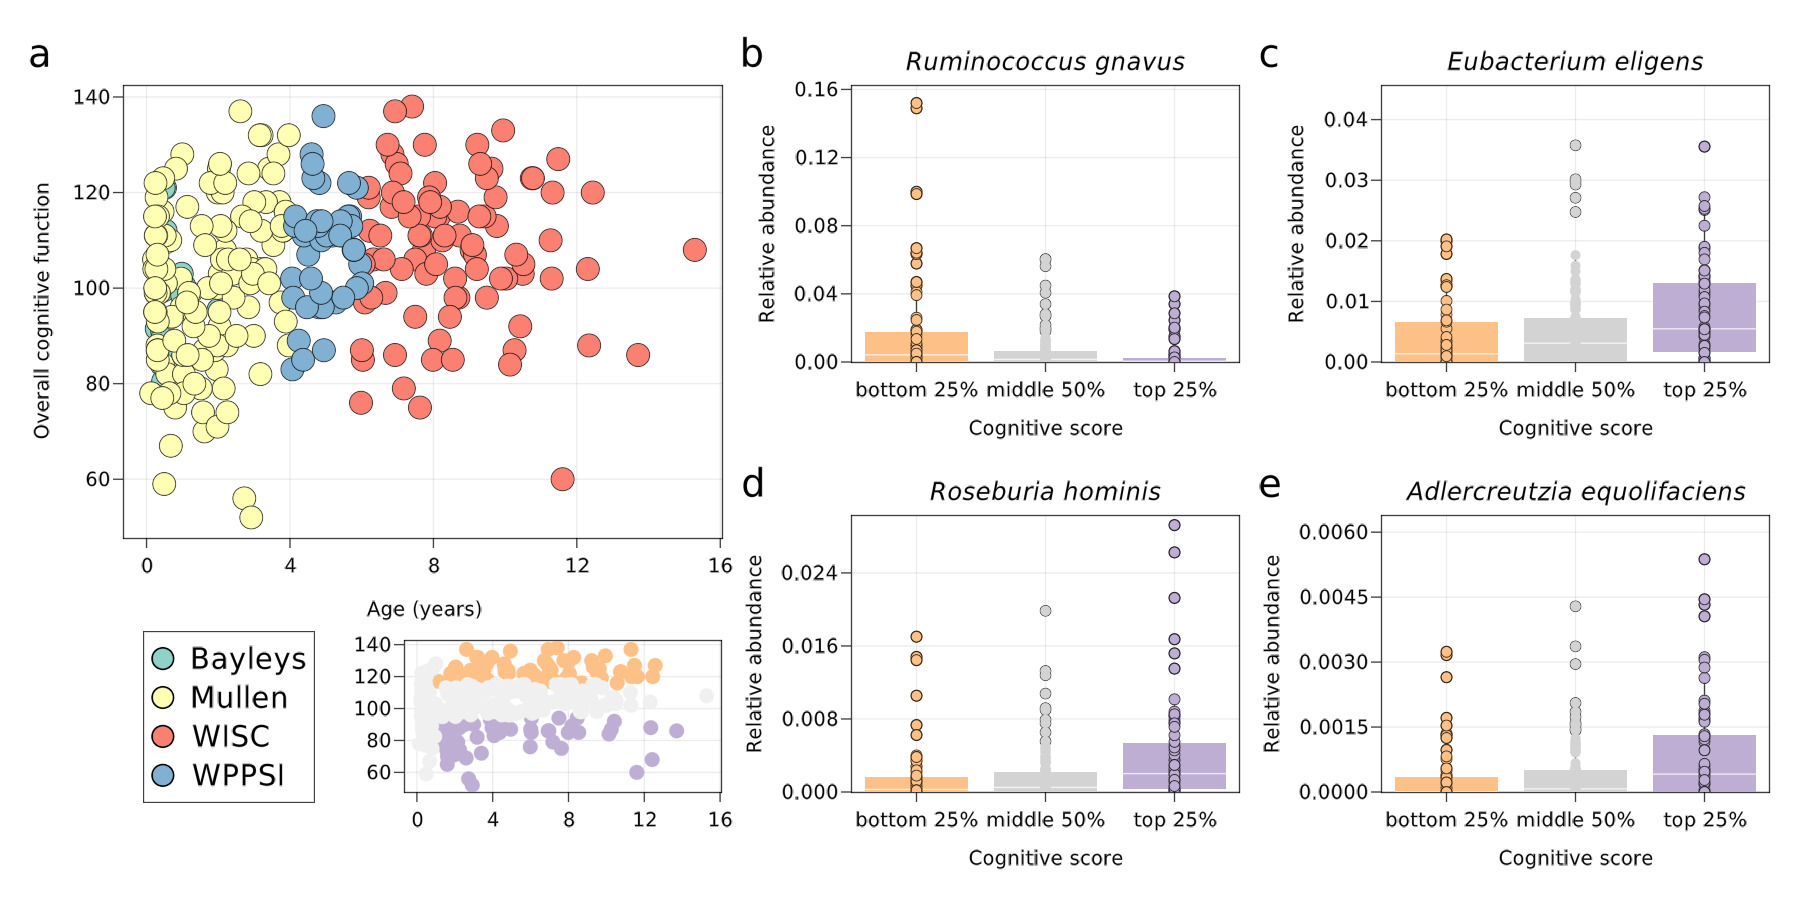 a
140
120
100
80
60
Overall cognitive function
0 4 8 12 16
Age (years)
Bayleys
Mullen
WISC
WPPSI
140
120
100
80
60
0 4 8 12 16
b
Ruminococcus gnavus
0.16
0.12
0.08
0.04
0.00
Relative abundance
bottom 25% middle 50% top 25%
Cognitive score
c
Eubacterium eligens
0.04
0.03
0.02
0.01
0.00
Relative abundance
bottom 25% middle 50% top 25%
Cognitive score
d
Roseburia hominis
0.024
0.016
0.008
0.000
Relative abundance
bottom 25% middle 50% top 25%
Cognitive score
e
Adlercreutzia equolifaciens
0.0060
0.0045
0.0030
0.0015
0.0000
Relative abundance
bottom 25% middle 50% top 25%
Cognitive score